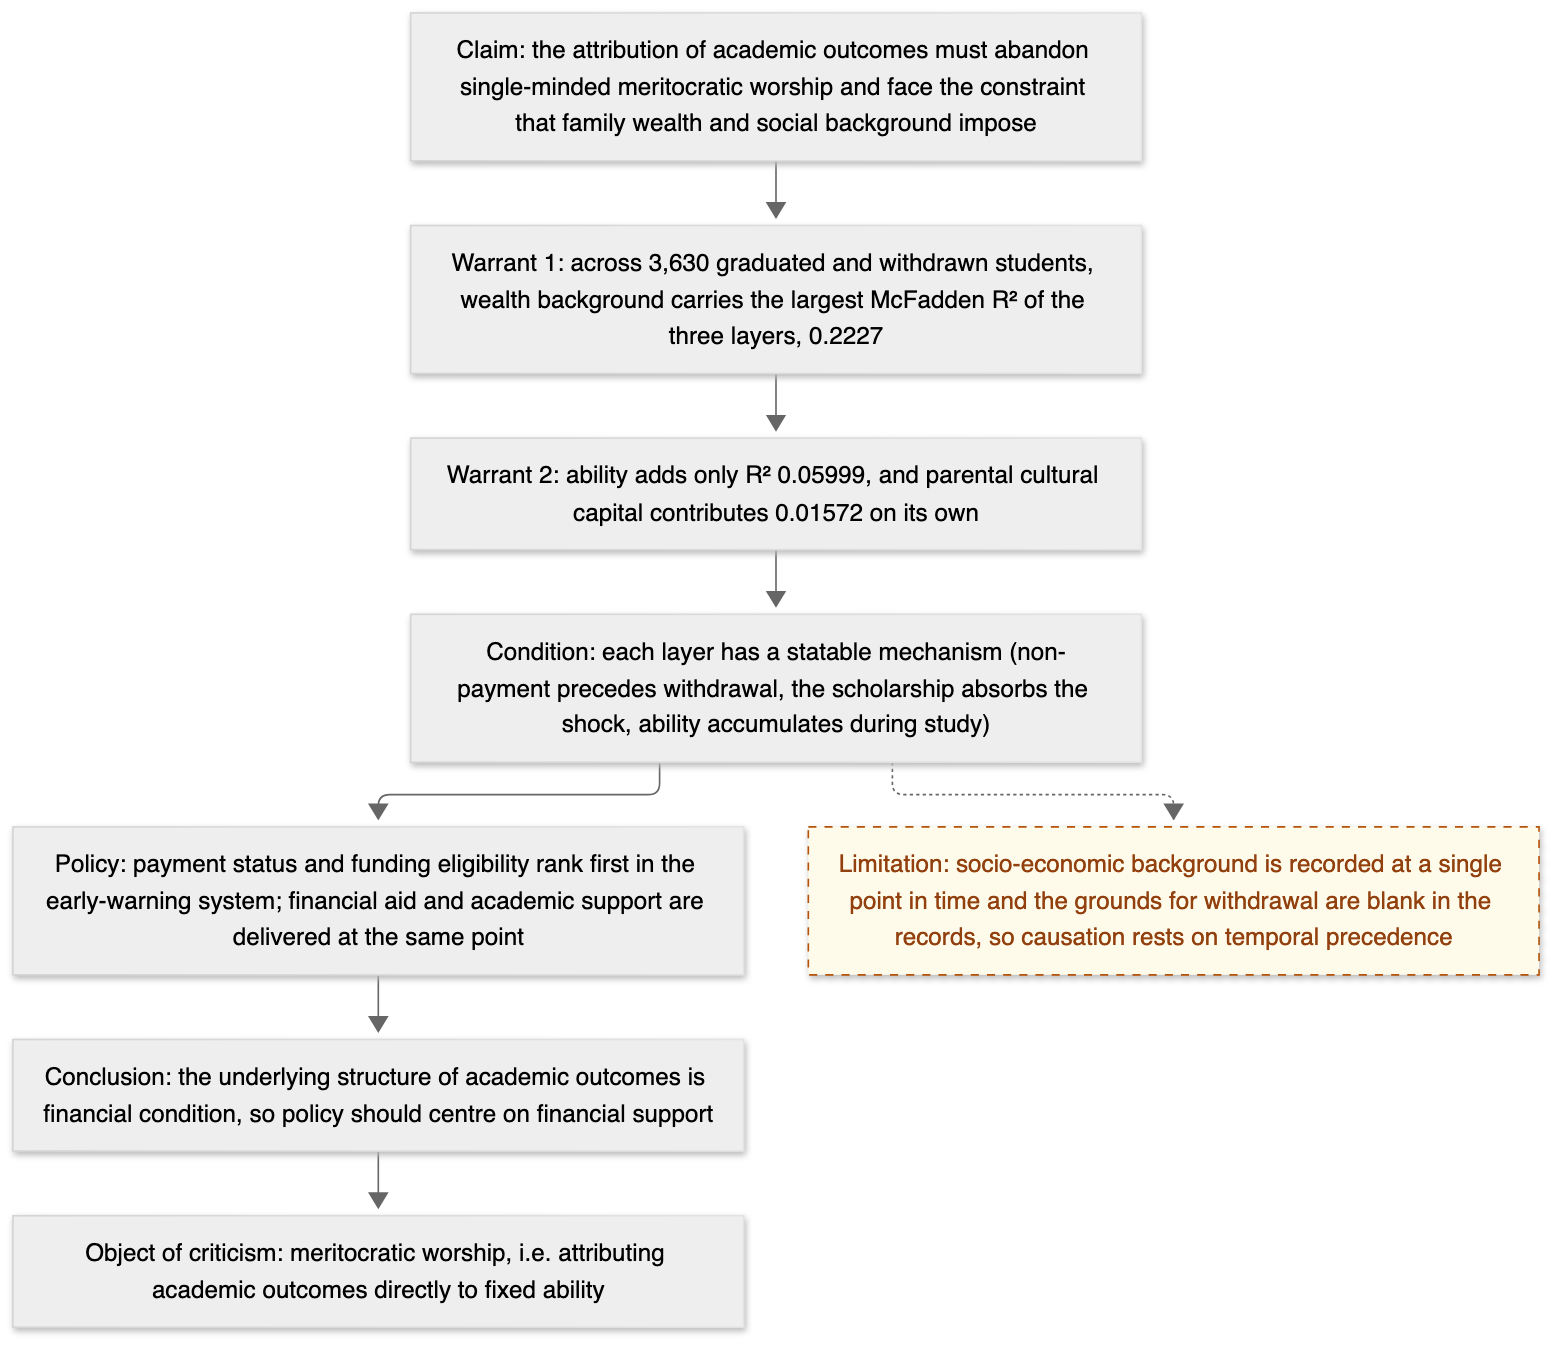 Claim: the attribution of academic outcomes must abandon
single-minded meritocratic worship and face the constraint
that family wealth and social background impose
Warrant 1: across 3,630 graduated and withdrawn students,
wealth background carries the largest McFadden R² of the
three layers, 0.2227
Warrant 2: ability adds only R² 0.05999, and parental cultural
capital contributes 0.01572 on its own
Condition: each layer has a statable mechanism (non-
payment precedes withdrawal, the scholarship absorbs the
shock, ability accumulates during study)
Policy: payment status and funding eligibility rank first in the
early-warning system; financial aid and academic support are
delivered at the same point
Limitation: socio-economic background is recorded at a single
point in time and the grounds for withdrawal are blank in the
records, so causation rests on temporal precedence
Conclusion: the underlying structure of academic outcomes is
financial condition, so policy should centre on financial support
Object of criticism: meritocratic worship, i.e. attributing
academic outcomes directly to fixed ability